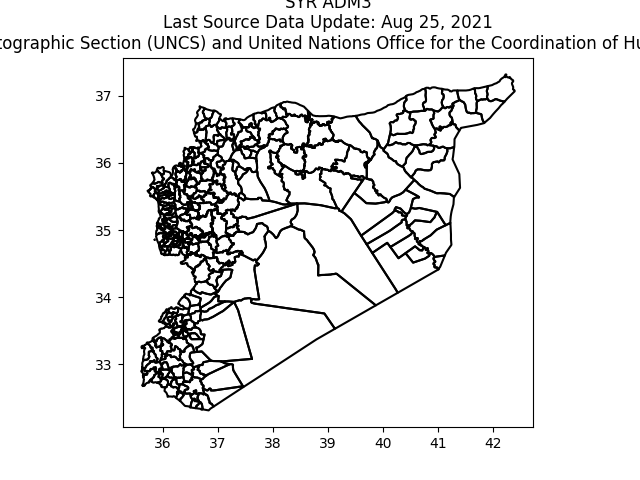 SYR ADM3
Last Source Data Update: Aug 25, 2021
tographic Section (UNCS) and United Nations Office for the Coordination of Hu
37
36
35
34
33
36 37 38 39 40 41 42